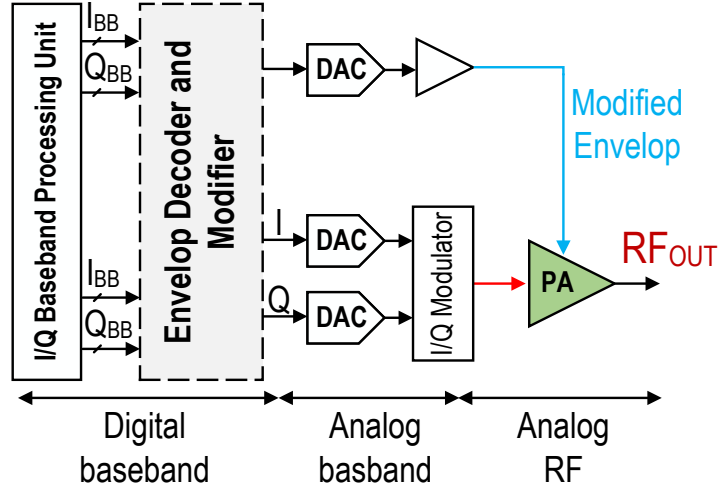 I/Q Baseband Processing Unit
IBB
QBB
IBB
QBB
Envelop Decoder and
Modifier
DAC
I
DAC
Q
DAC
I/Q Modulator
Modified
Envelop
PA
RFOUT
Digital
baseband
Analog
basband
Analog
RF